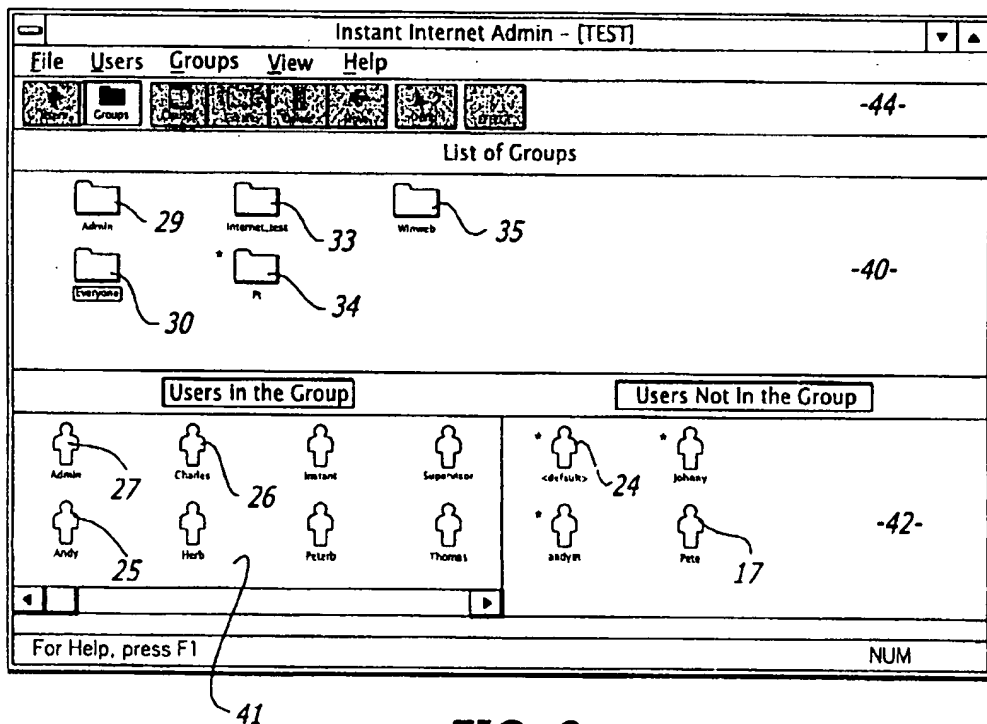 Instant Internet Admin - [TEST]
File Users Groups View Help
Groups -44-
List of Groups
29 33 35
Admin Internet_test Winweb
* -40-
Everyone Pt
30 34
Users In the Group Users Not In the Group
* *
Admin Charles Instant Supervisor <default> Johnny
27 26 24
* -42-
Andy Herb Peterb Thomas andym Pete
25 17
For Help, press F1 NUM
41